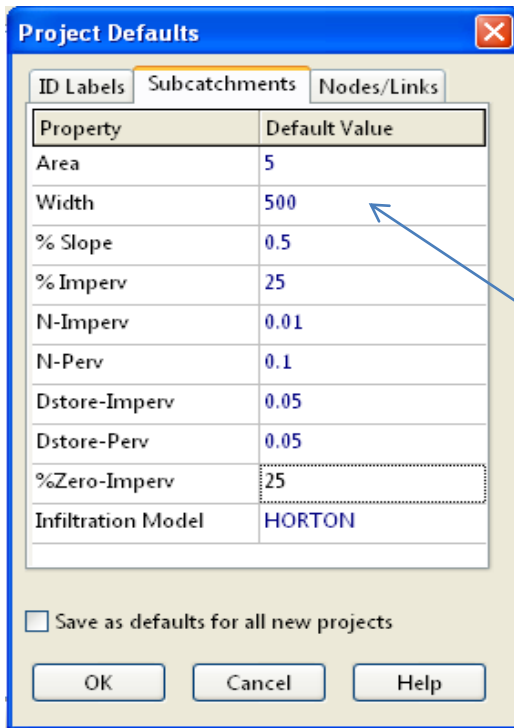 Project Defaults
ID Labels Subcatchments Nodes/Links
Property Default Value
Area 5
Width 500
% Slope 0.5
% Imperv 25
N-Imperv 0.01
N-Perv 0.1
Dstore-Imperv 0.05
Dstore-Perv 0.05
%Zero-Imperv 25
Infiltration Model HORTON
Save as defaults for all new projects
OK Cancel Help